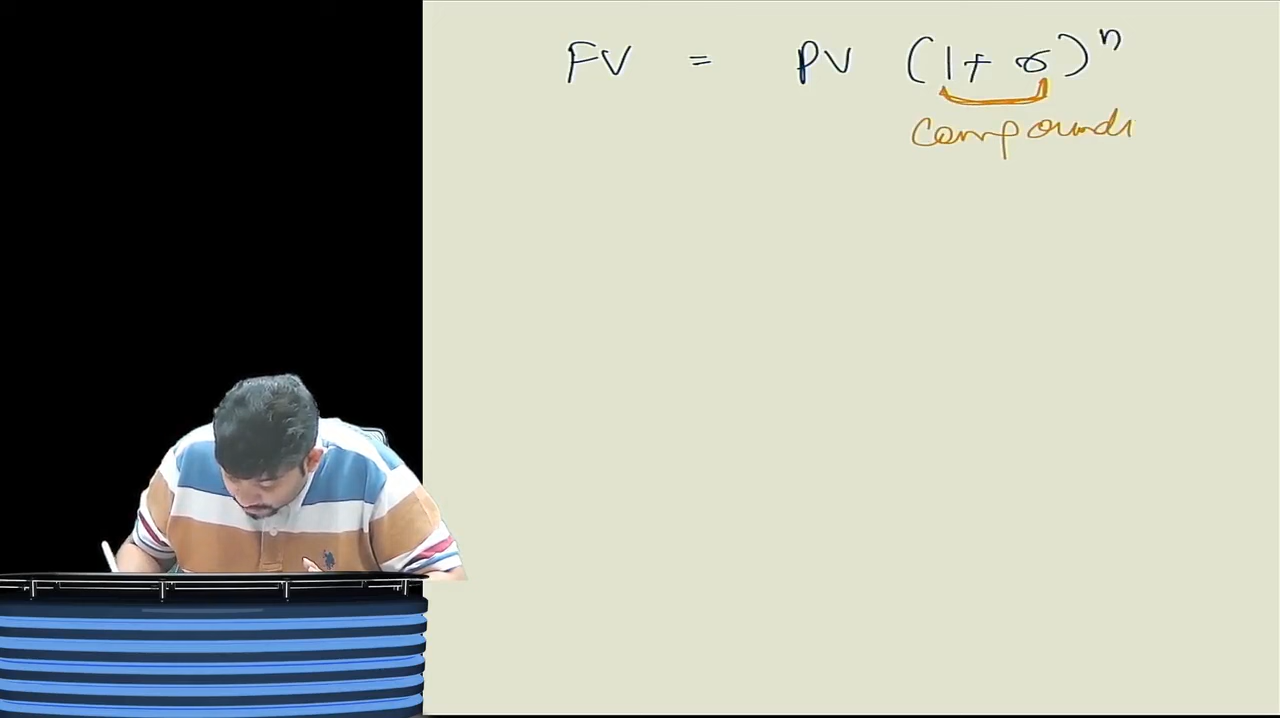 FV = PV (1+ r)ⁿ
Compoundi